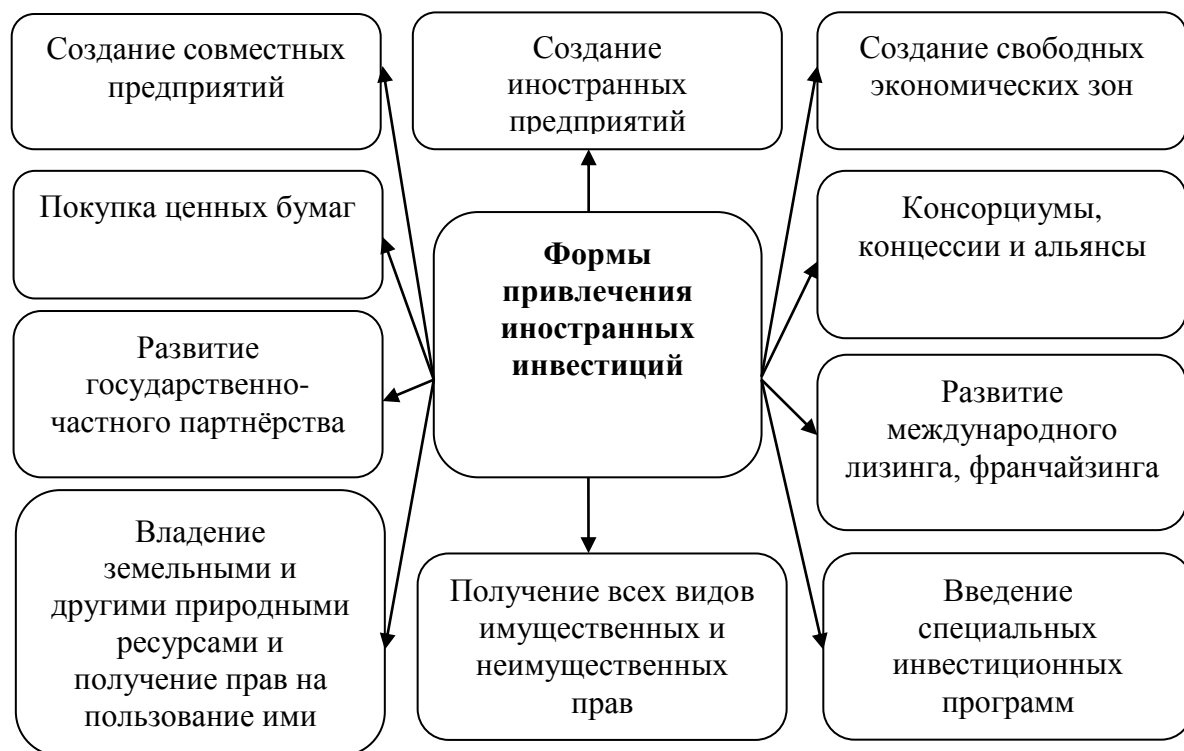 Создание совместных
предприятий
Создание
иностранных
предприятий
Создание свободных
экономических зон
Покупка ценных бумаг
Формы
привлечения
иностранных
инвестиций
Консорциумы,
концессии и альянсы
Развитие
государственно-
частного партнёрства
Развитие
международного
лизинга, франчайзинга
Владение
земельными и
другими природными
ресурсами и
получение прав на
пользование ими
Получение всех видов
имущественных и
неимущественных
прав
Введение
специальных
инвестиционных
программ